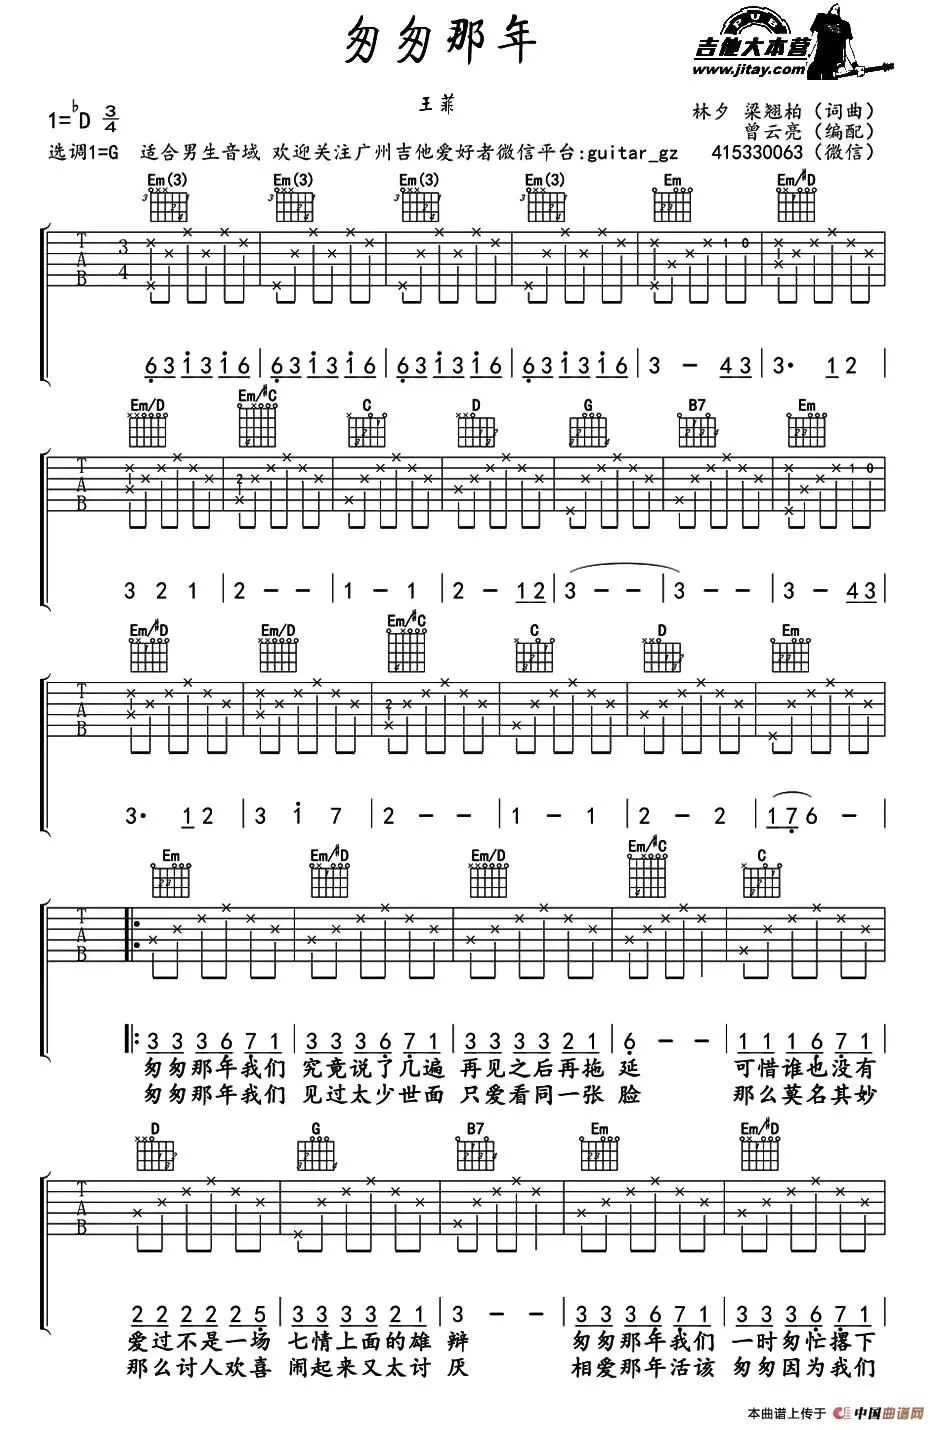 匆匆那年
PUB
吉他大本营
www.jitay.com
王菲
1=♭D 3/4
林夕 梁翘柏（词曲）
曾云亮（编配）
选调1=G 适合男生音域 欢迎关注广州吉他爱好者微信平台:guitar_gz 415330063（微信）
Em(3) Em(3) Em(3) Em(3) Em Em/#D
T A B 3 4 1 0
6 3 1 3 1 6 | 6 3 1 3 1 6 | 6 3 1 3 1 6 | 6 3 1 3 1 6 | 3 - 4 3 | 3· 1 2
Em/D Em/#C C D G B7 Em
T A B 2 1 0
3 2 1 | 2 - - | 1 - 1 | 2 - 1 2 | 3 - - | 3 - - | 3 - 4 3
Em/#D Em/D Em/#C C D Em
T A B 2
3· 1 2 | 3 1 7 | 2 - - | 1 - 1 | 2 - 2 | 1 7 6 -
Em Em/#D Em/D Em/#C C
T A B
3 3 3 6 7 1 | 3 3 3 6 7 1 | 3 3 3 3 2 1 | 6 - - | 1 1 1 6 7 1
匆匆那年我们 究竟说了几遍 再见之后再拖 延 可惜谁也没有
匆匆那年我们 见过太少世面 只爱看同一张 脸 那么莫名其妙
D G B7 Em Em/#D
T A B
2 2 2 2 2 5 | 3 3 3 3 2 1 | 3 - - | 3 3 3 6 7 1 | 3 3 3 6 7 1
爱过不是一场 七情上面的雄 辩 匆匆那年我们 一时匆忙撂下
那么讨人欢喜 闹起来又太讨 厌 相爱那年活该 匆匆因为我们
本曲谱上传于 中国曲谱网